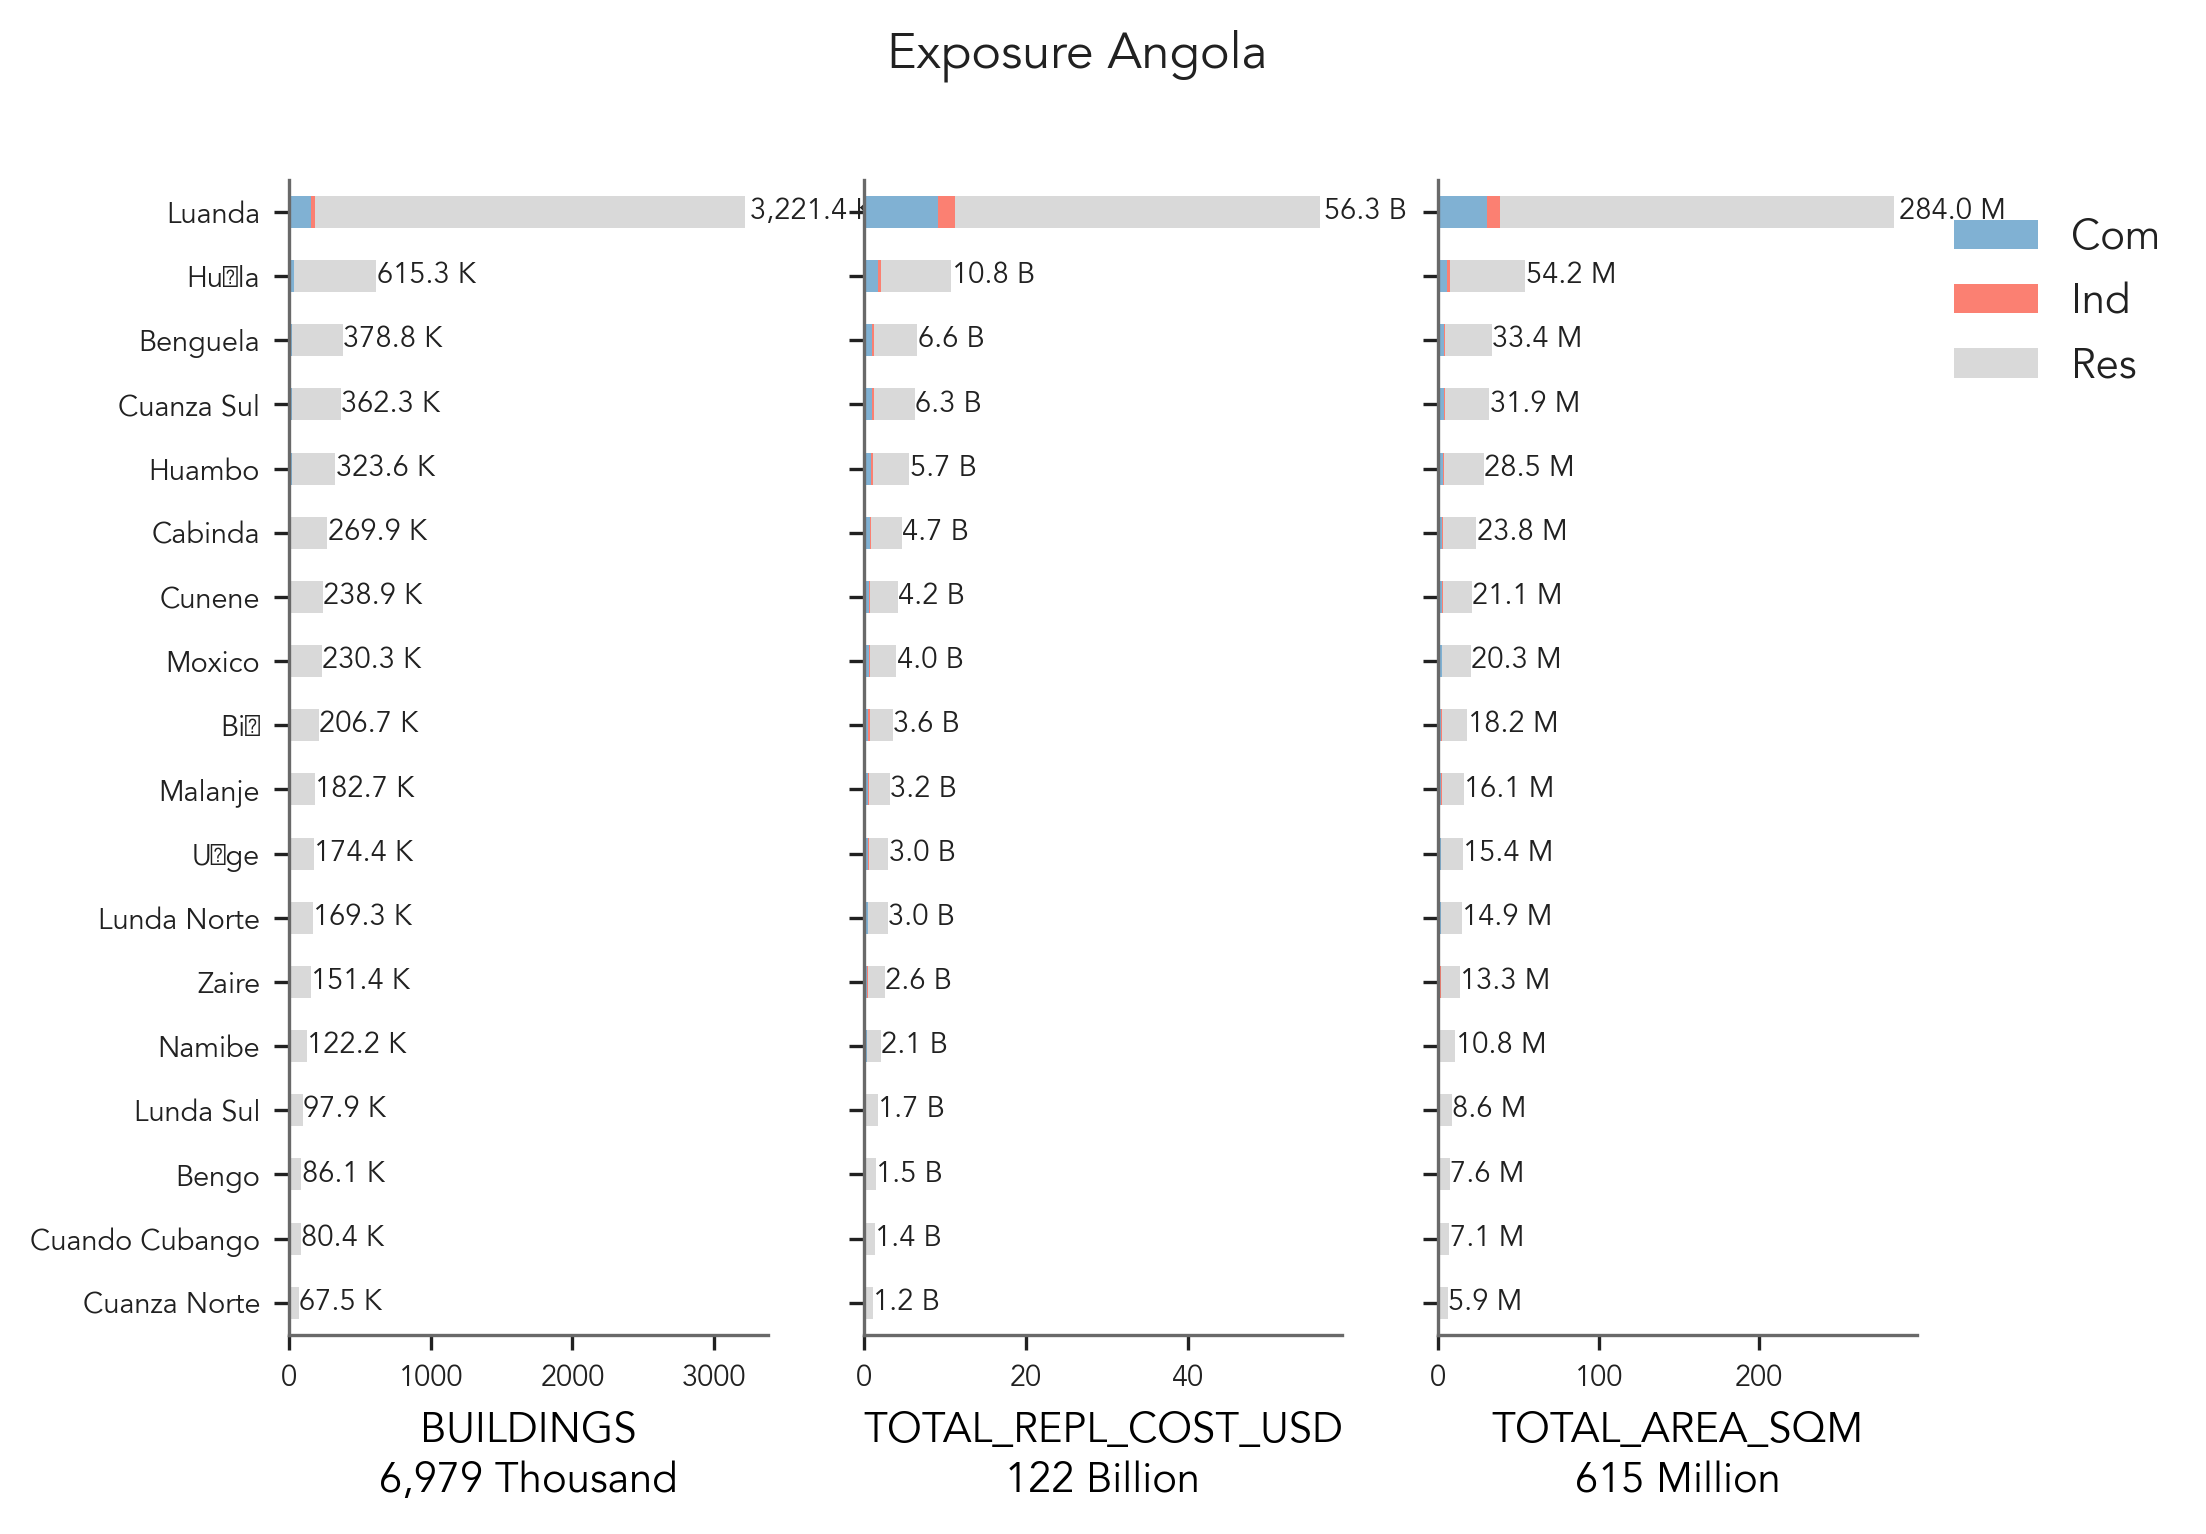 Exposure Angola
Luanda
3,221.4 K
56.3 B
284.0 M
Hu􏿿la
615.3 K
10.8 B
54.2 M
Benguela
378.8 K
6.6 B
33.4 M
Cuanza Sul
362.3 K
6.3 B
31.9 M
Huambo
323.6 K
5.7 B
28.5 M
Cabinda
269.9 K
4.7 B
23.8 M
Cunene
238.9 K
4.2 B
21.1 M
Moxico
230.3 K
4.0 B
20.3 M
Bi􏿿
206.7 K
3.6 B
18.2 M
Malanje
182.7 K
3.2 B
16.1 M
U􏿿ge
174.4 K
3.0 B
15.4 M
Lunda Norte
169.3 K
3.0 B
14.9 M
Zaire
151.4 K
2.6 B
13.3 M
Namibe
122.2 K
2.1 B
10.8 M
Lunda Sul
97.9 K
1.7 B
8.6 M
Bengo
86.1 K
1.5 B
7.6 M
Cuando Cubango
80.4 K
1.4 B
7.1 M
Cuanza Norte
67.5 K
1.2 B
5.9 M
0 1000 2000 3000
BUILDINGS
6,979 Thousand
0 20 40
TOTAL_REPL_COST_USD
122 Billion
0 100 200
TOTAL_AREA_SQM
615 Million
Com
Ind
Res